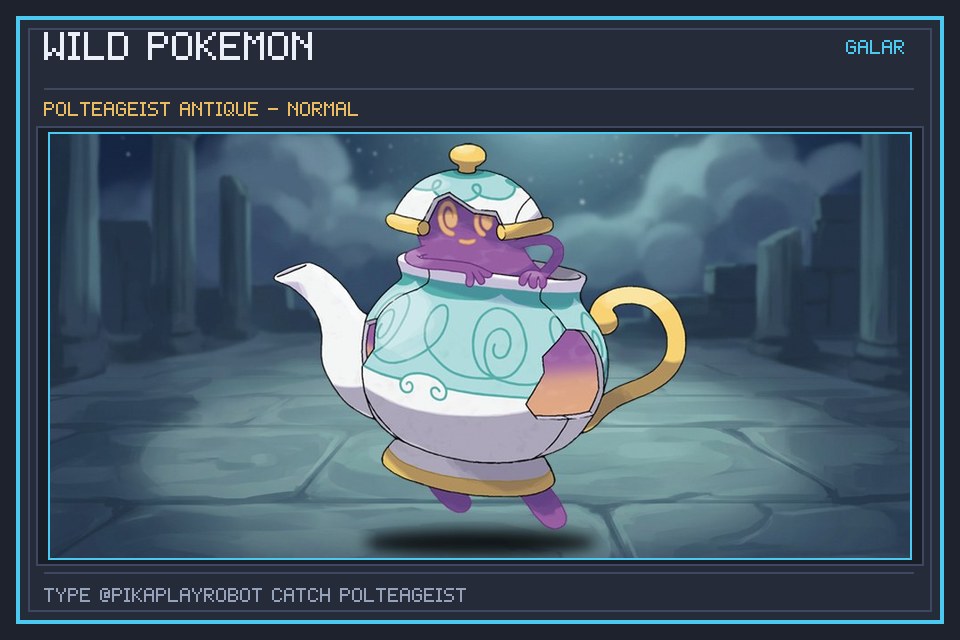 WILD POKEMON
GALAR
POLTEAGEIST ANTIQUE - NORMAL
TYPE @PIKAPLAYROBOT CATCH POLTEAGEIST